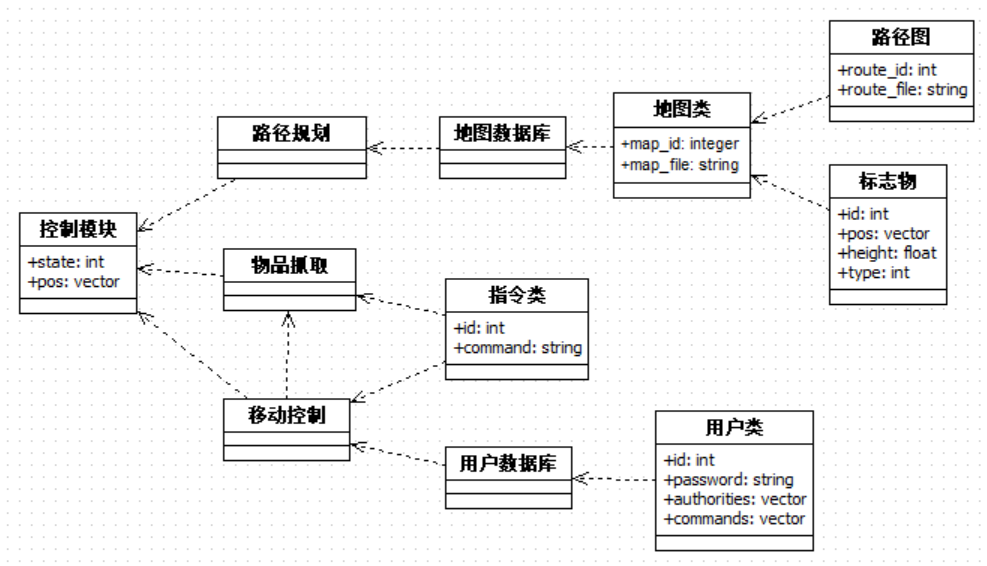 路径图
+route_id: int
+route_file: string
地图类
+map_id: integer
+map_file: string
路径规划
地图数据库
标志物
+id: int
+pos: vector
+height: float
+type: int
控制模块
+state: int
+pos: vector
物品抓取
指令类
+id: int
+command: string
移动控制
用户类
+id: int
+password: string
+authorities: vector
+commands: vector
用户数据库